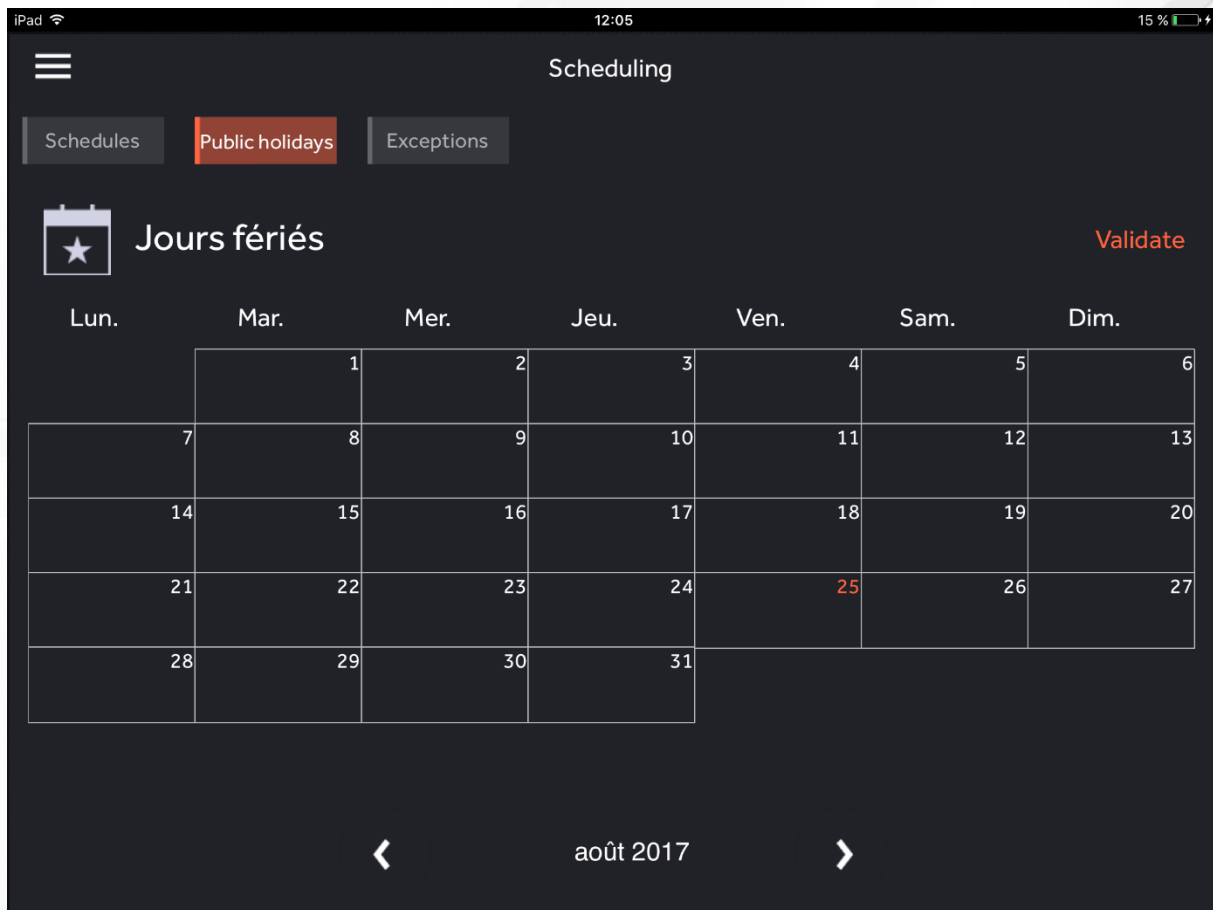 iPad 12:05 15 %
Scheduling
Schedules Public holidays Exceptions
Jours fériés Validate
Lun. Mar. Mer. Jeu. Ven. Sam. Dim.
1 2 3 4 5 6
7 8 9 10 11 12 13
14 15 16 17 18 19 20
21 22 23 24 25 26 27
28 29 30 31
août 2017